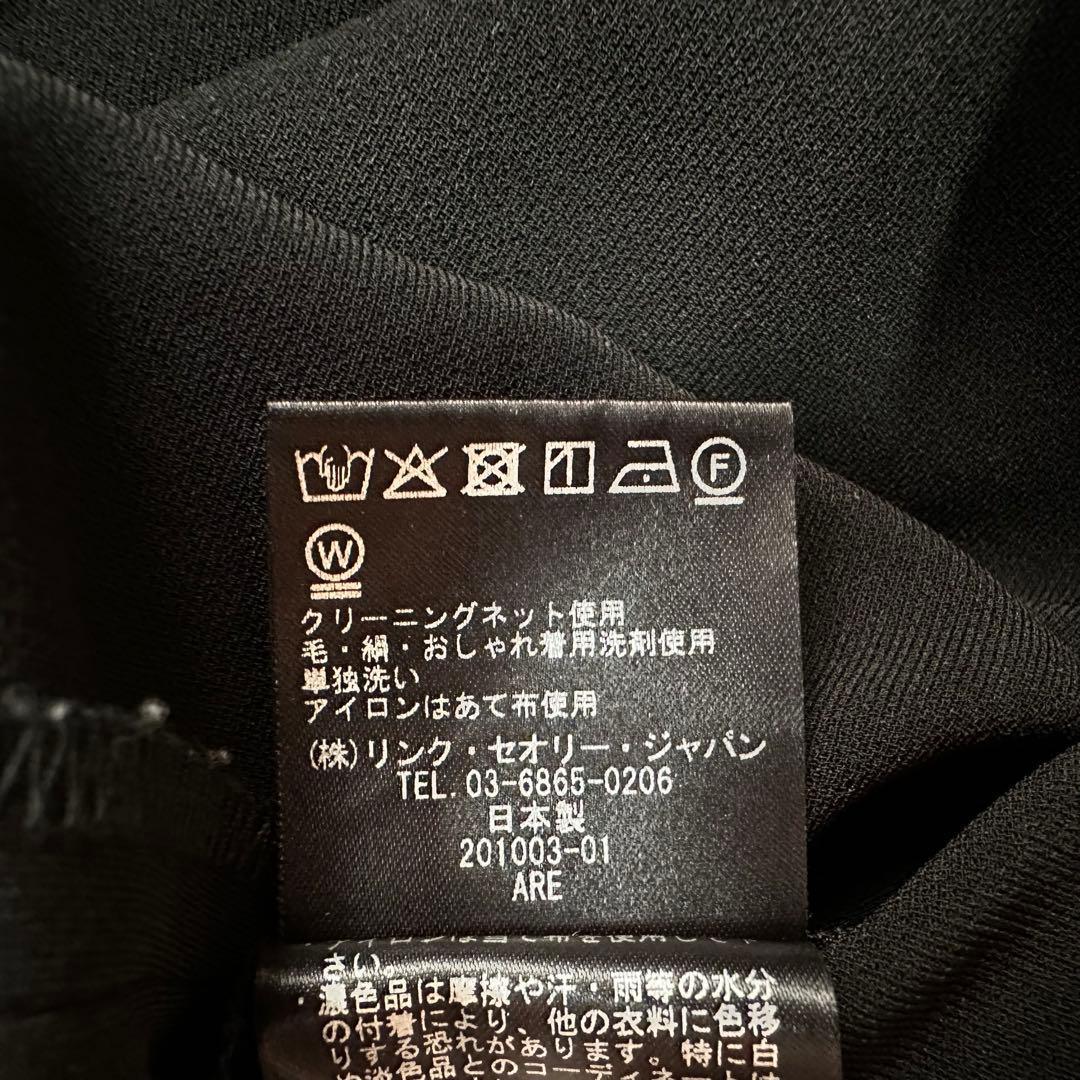 F
W
クリーニングネット使用
毛・絹・おしゃれ着用洗剤使用
単独洗い
アイロンはあて布使用
(株)リンク・セオリー・ジャパン
TEL.03-6865-0206
日本製
201003-01
ARE
さい。
・濃色品は摩擦や汗・雨等の水分
の付着により、他の衣料に色移
りする恐れがあります。特に白